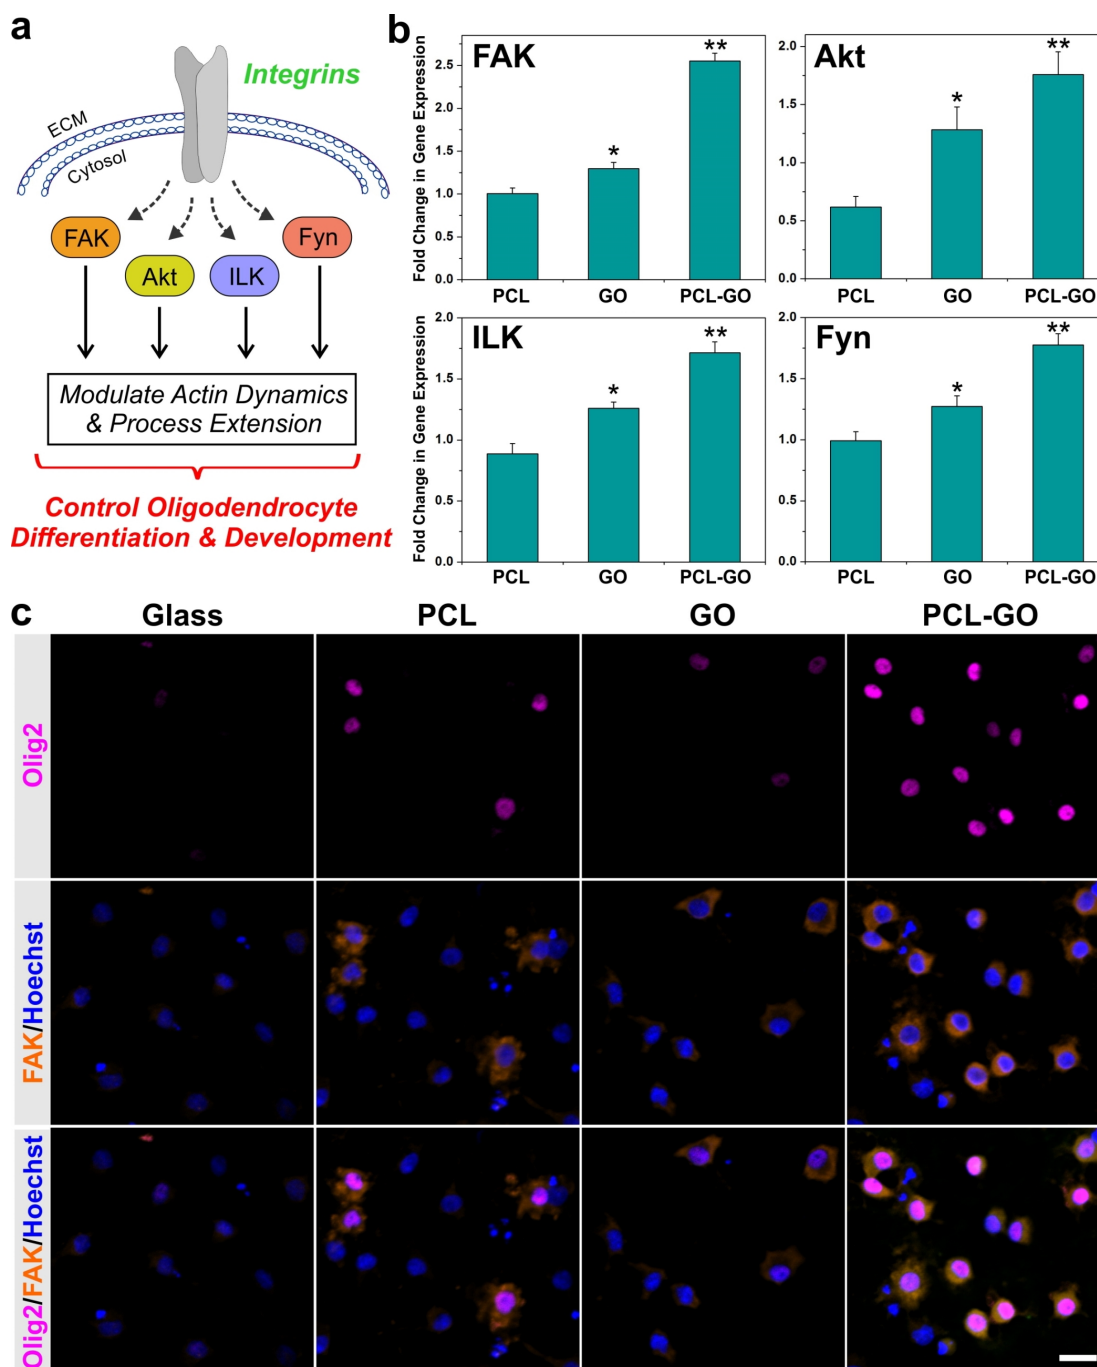 a
Integrins
ECM
Cytosol
FAK
Akt
ILK
Fyn
Modulate Actin Dynamics
& Process Extension
Control Oligodendrocyte
Differentiation & Development
b
Fold Change in Gene Expression
2.5
2.0
1.5
1.0
0.5
0.0
FAK
*
**
PCL
GO
PCL-GO
2.0
1.5
1.0
0.5
0.0
Akt
*
**
PCL
GO
PCL-GO
Fold Change in Gene Expression
2.0
1.5
1.0
0.5
0.0
ILK
*
**
PCL
GO
PCL-GO
2.0
1.5
1.0
0.5
0.0
Fyn
*
**
PCL
GO
PCL-GO
c
Glass
PCL
GO
PCL-GO
Olig2
FAK/Hoechst
Olig2/FAK/Hoechst